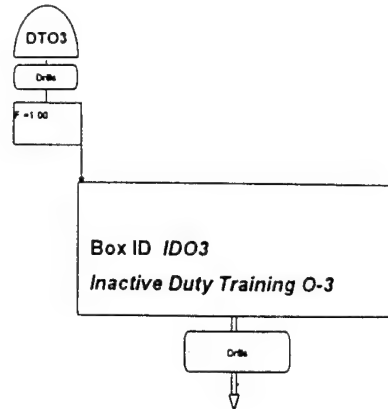 DTO3
Drills
F =1.00
Box ID IDO3
Inactive Duty Training O-3
Drills